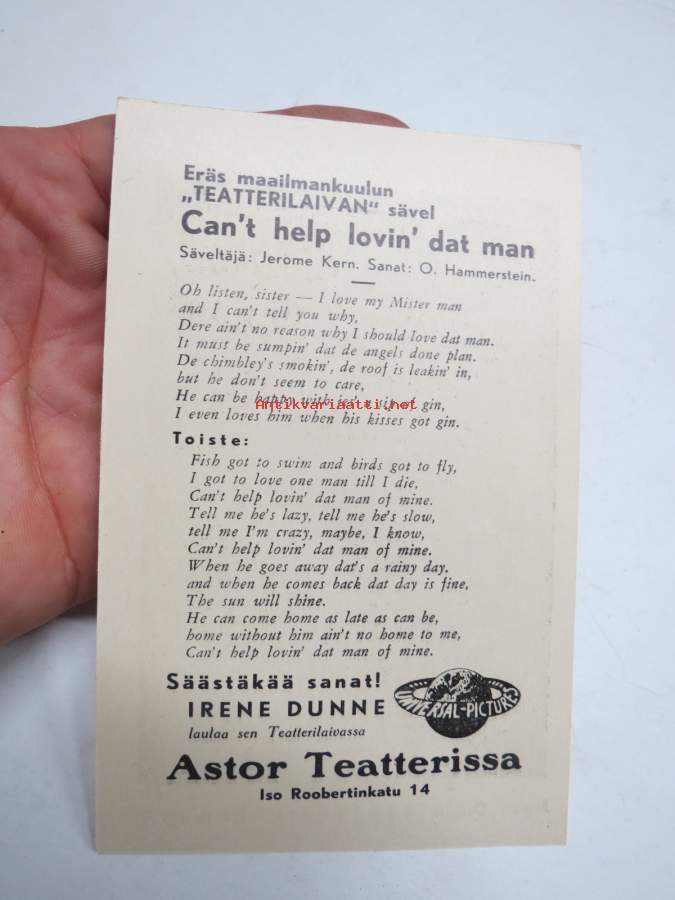 Eräs maailmankuulun
„TEATTERILAIVAN“ sävel
Can't help lovin' dat man
Säveltäjä: Jerome Kern. Sanat: O. Hammerstein.
Oh listen, sister — I love my Mister man
and I can't tell you why,
Dere ain't no reason why I should love dat man.
It must be sumpin' dat de angels done plan.
De chimbley's smokin', de roof is leakin' in,
but he don't seem to care,
He can be happy with jes' a sip of gin,
Antikvariaatti.net
I even loves him when his kisses got gin.
Toiste:
Fish got to swim and birds got to fly,
I got to love one man till I die,
Can't help lovin' dat man of mine.
Tell me he's lazy, tell me he's slow,
tell me I'm crazy, maybe, I know,
Can't help lovin' dat man of mine.
When he goes away dat's a rainy day.
and when he comes back dat day is fine,
The sun will shine.
He can come home as late as can be,
home without him ain't no home to me,
Can't help lovin' dat man of mine.
Säästäkää sanat!
IRENE DUNNE
laulaa sen Teatterilaivassa
UNIVERSAL-PICTURES
Astor Teatterissa
Iso Roobertinkatu 14